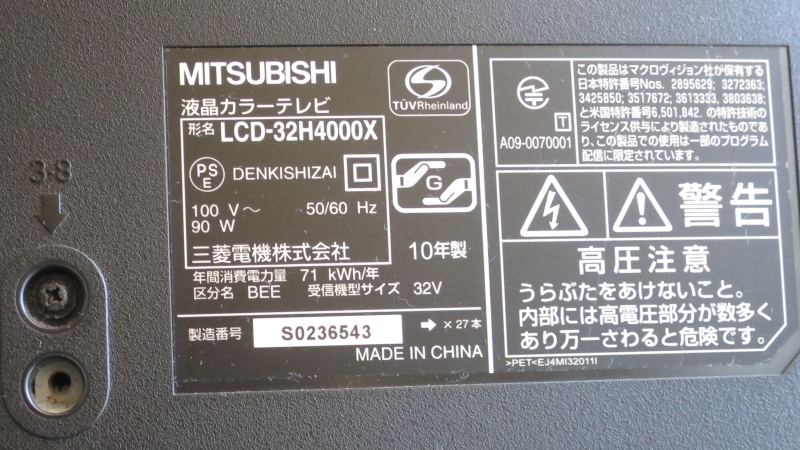 MITSUBISHI
液晶カラーテレビ
形名 LCD-32H4000X
PSE DENKISHIZAI
100 V～ 50/60 Hz
90 W
三菱電機株式会社 10年製
年間消費電力量 71 kWh/年
区分名 BEE 受信機型サイズ 32V
製造番号 S0236543 ➡ ×27本
MADE IN CHINA
TÜVRheinland
G
T
A09-0070001
この製品はマクロヴィジョン社が保有する
日本特許番号Nos. 2895629; 3272363;
3425850; 3517672; 3613333; 3803638;
と米国特許番号6,501,842. の特許技術の
ライセンス供与により製造されたものであ
り、この製品での使用は一部のプログラム
配信に限定されています。
警告
高圧注意
うらぶたをあけないこと。
内部には高電圧部分が数多く
あり万一さわると危険です。
>PET<EJ4MI32011I
3-8